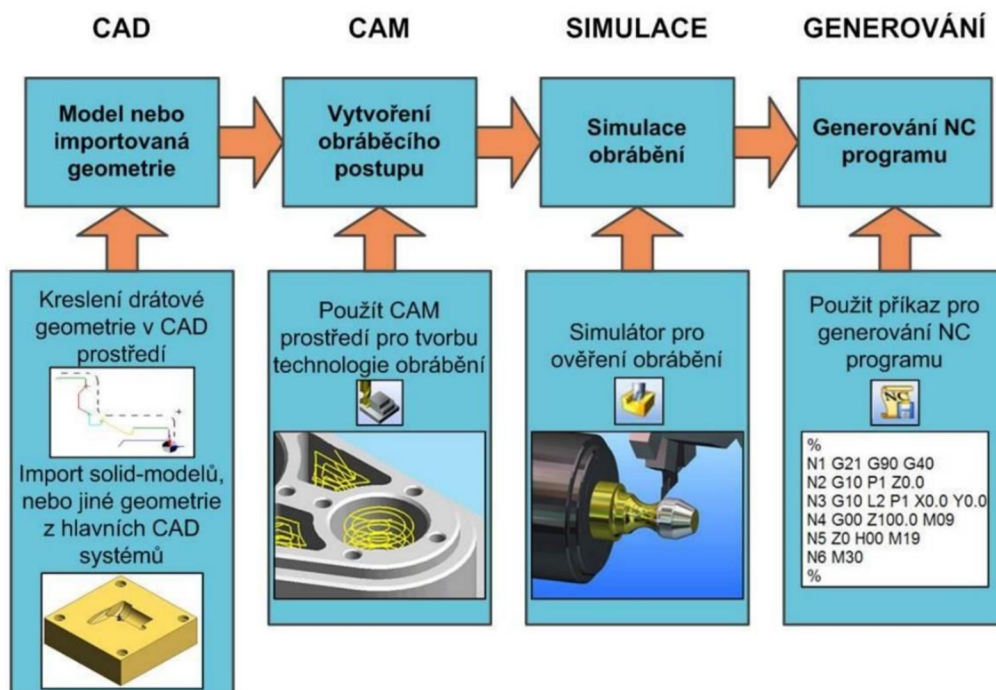 CAD
CAM
SIMULACE
GENEROVÁNÍ
Model nebo
importovaná
geometrie
Vytvoření
obráběcího
postupu
Simulace
obrábění
Generování NC
programu
Kreslení drátové
geometrie v CAD
prostředí
Import solid-modelů,
nebo jiné geometrie
z hlavních CAD
systémů
Použít CAM
prostředí pro tvorbu
technologie obrábění
Simulátor pro
ověření obrábění
Použit příkaz pro
generování NC
programu
NC
%
N1 G21 G90 G40
N2 G10 P1 Z0.0
N3 G10 L2 P1 X0.0 Y0.0
N4 G00 Z100.0 M09
N5 Z0 H00 M19
N6 M30
%